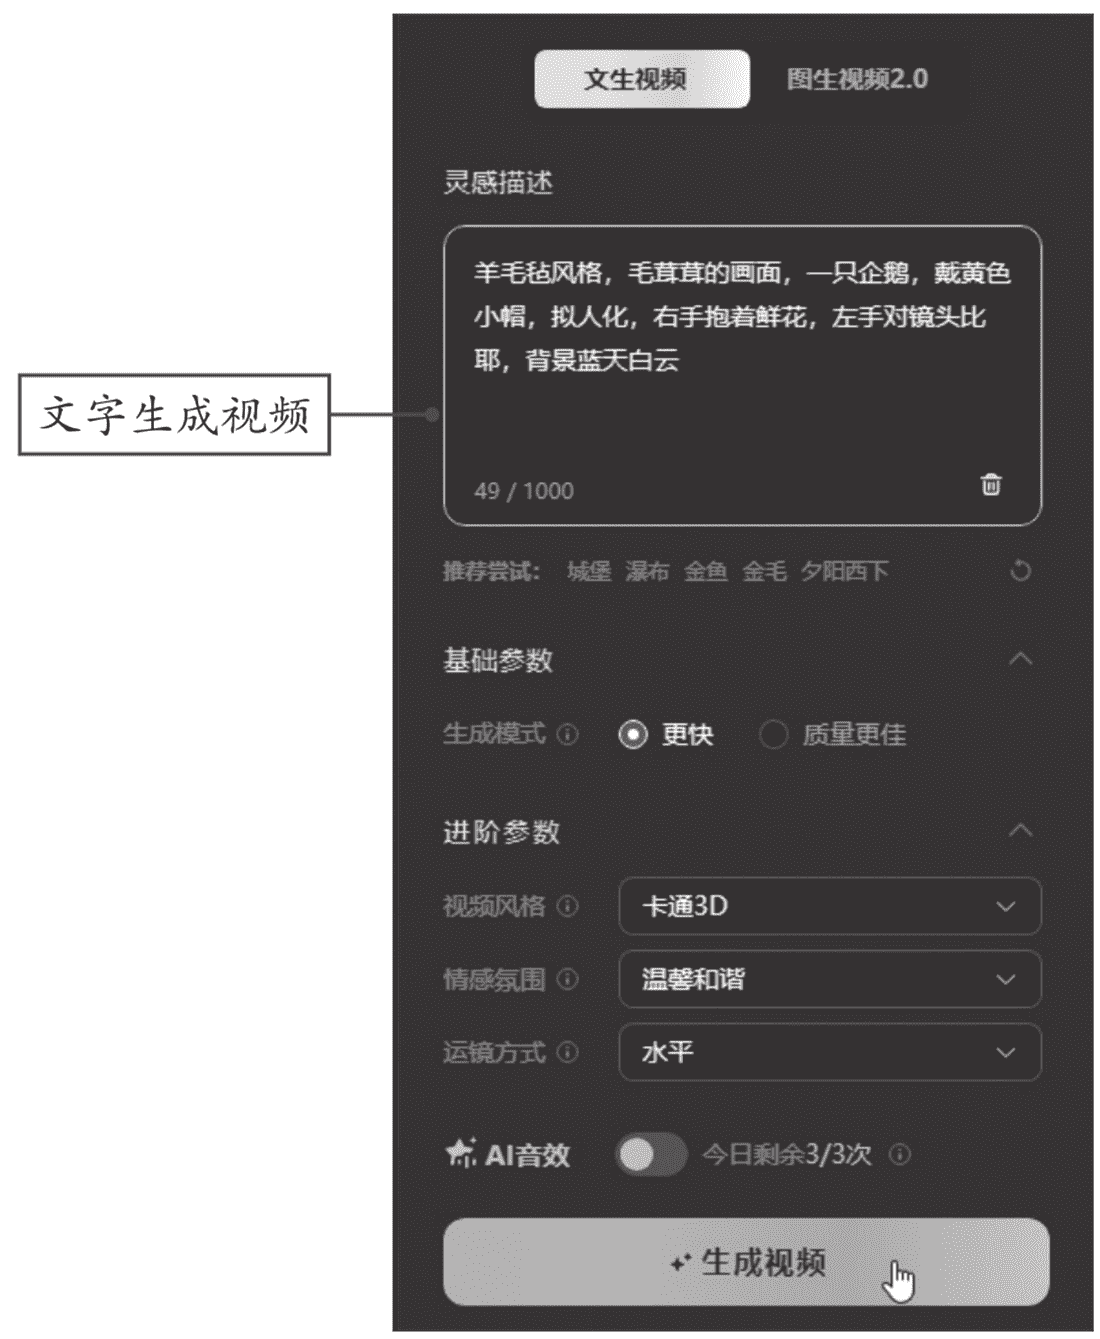 文生视频 图生视频2.0
灵感描述
羊毛毡风格，毛茸茸的画面，一只企鹅，戴黄色
小帽，拟人化，右手抱着鲜花，左手对镜头比
耶，背景蓝天白云
文字生成视频
49 / 1000
推荐尝试： 城堡 瀑布 金鱼 金毛 夕阳西下
基础参数
生成模式 更快 质量更佳
进阶参数
视频风格 卡通3D
情感氛围 温馨和谐
运镜方式 水平
AI音效 今日剩余3/3次
生成视频